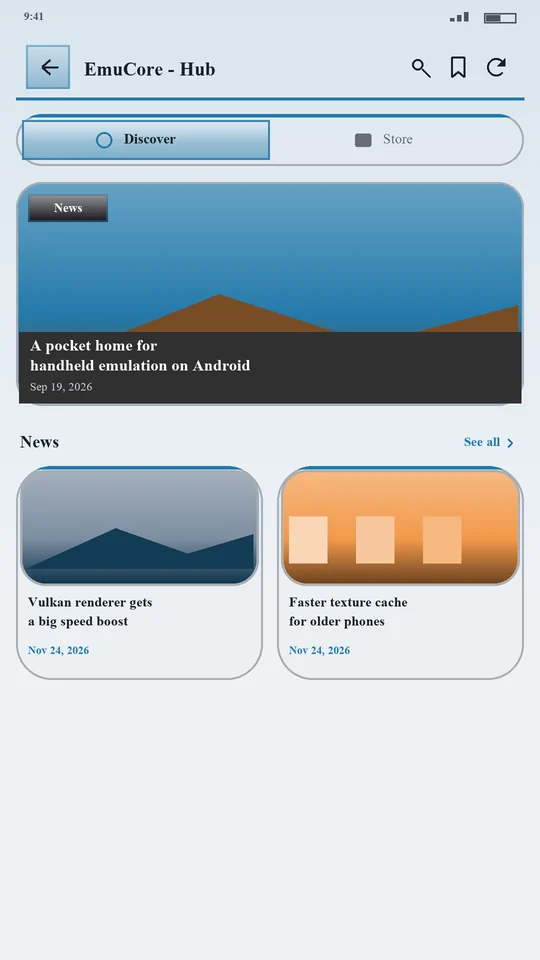 9:41
EmuCore - Hub
Discover
Store
News
A pocket home for
handheld emulation on Android
Sep 19, 2026
News
See all
Vulkan renderer gets
a big speed boost
Nov 24, 2026
Faster texture cache
for older phones
Nov 24, 2026